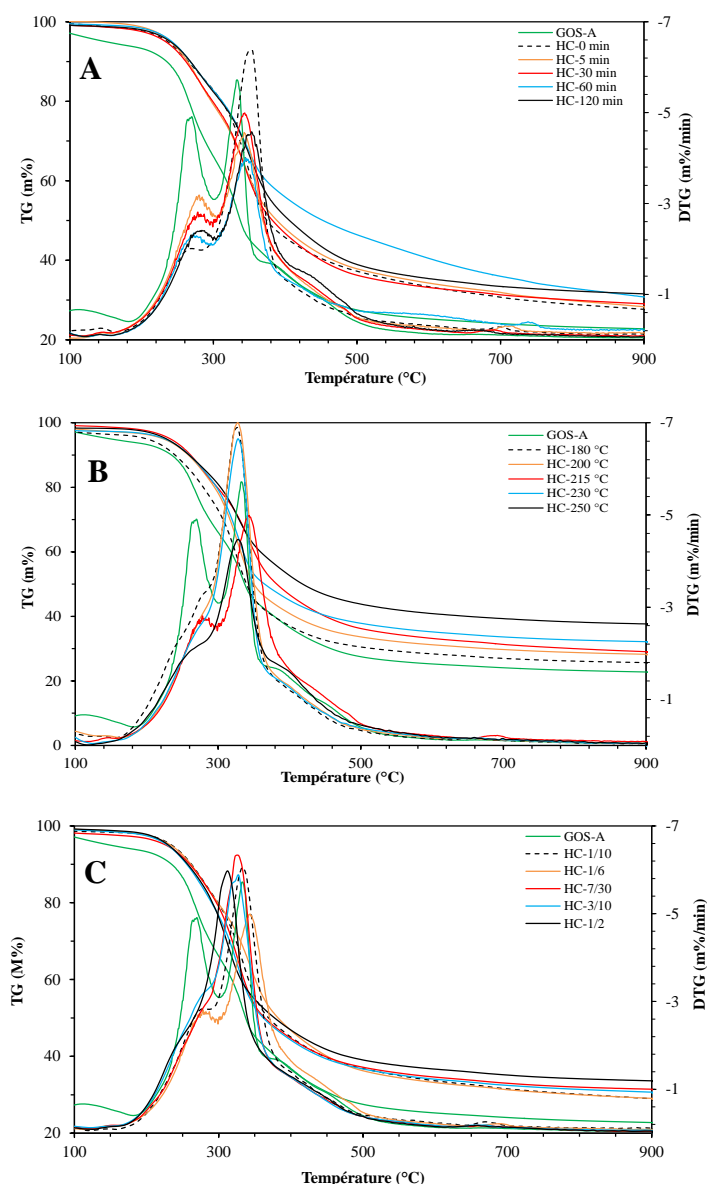 A
TG (m%)
100
80
60
40
20
-7
-5
-3
-1
DTG (m%/min)
GOS-A
HC-0 min
HC-5 min
HC-30 min
HC-60 min
HC-120 min
100 300 500 700 900
Température (°C)
B
TG (m%)
100
80
60
40
20
0
-7
-5
-3
-1
DTG (m%/min)
GOS-A
HC-180 °C
HC-200 °C
HC-215 °C
HC-230 °C
HC-250 °C
100 300 500 700 900
Température (°C)
C
TG (M%)
100
80
60
40
20
-7
-5
-3
-1
DTG (m%/min)
GOS-A
HC-1/10
HC-1/6
HC-7/30
HC-3/10
HC-1/2
100 300 500 700 900
Température (°C)